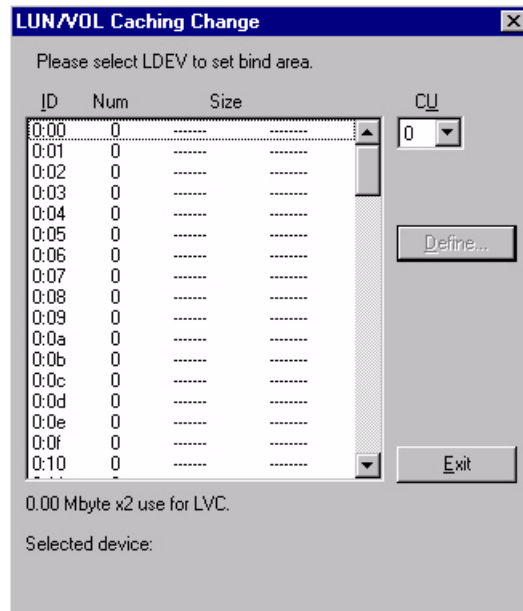 LUN/VOL Caching Change
Please select LDEV to set bind area.
ID Num Size CU
0:00 0 ------ ------- 0
0:01 0 ------- -------
0:02 0 ------- -------
0:03 0 ------- -------
0:04 0 ------- -------
0:05 0 ------- -------
0:06 0 ------- -------
0:07 0 ------- -------
0:08 0 ------- -------
0:09 0 ------- -------
0:0a 0 ------- -------
0:0b 0 ------- -------
0:0c 0 ------- -------
0:0d 0 ------- -------
0:0e 0 ------- -------
0:0f 0 ------- -------
0:10 0 ------- -------
Define...
Exit
0.00 Mbyte x2 use for LVC.
Selected device: